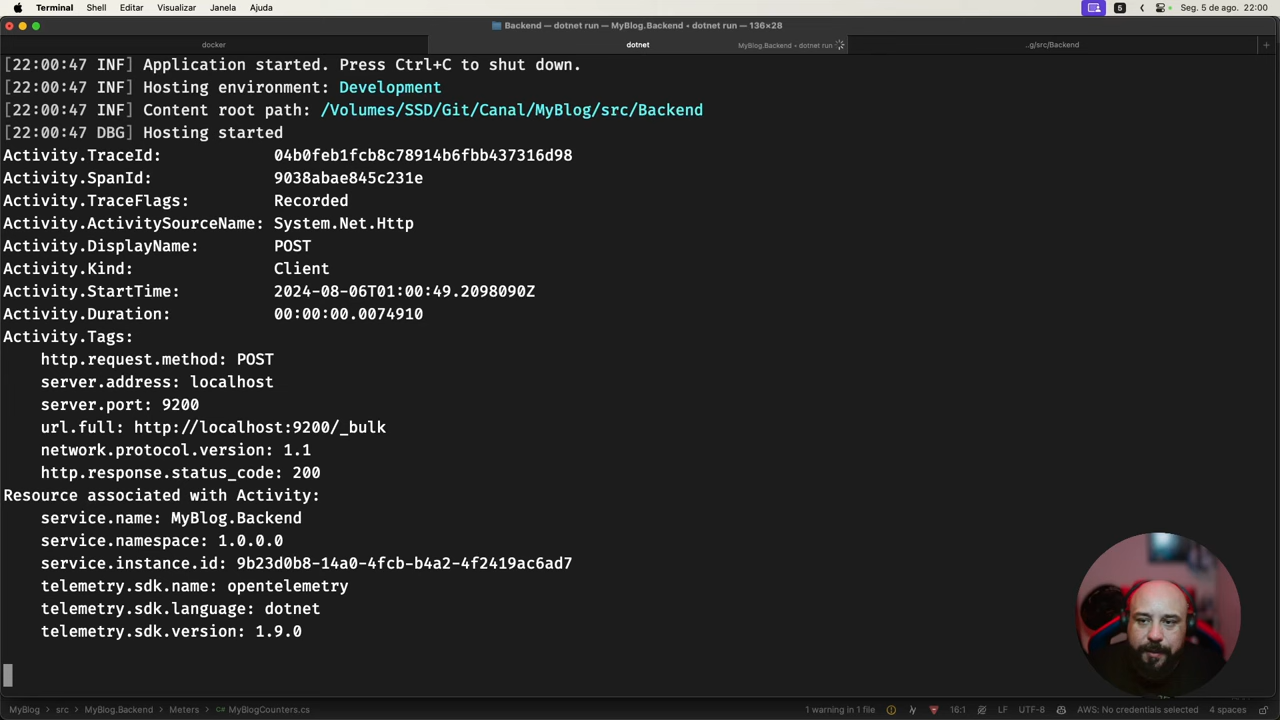 Terminal Shell Editar Visualizar Janela Ajuda 5 Seg. 5 de ago. 22:00
Backend — dotnet run — MyBlog.Backend • dotnet run — 136×28
docker dotnet MyBlog.Backend • dotnet run ..g/src/Backend
[22:00:47 INF] Application started. Press Ctrl+C to shut down.
[22:00:47 INF] Hosting environment: Development
[22:00:47 INF] Content root path: /Volumes/SSD/Git/Canal/MyBlog/src/Backend
[22:00:47 DBG] Hosting started
Activity.TraceId: 04b0feb1fcb8c78914b6fbb437316d98
Activity.SpanId: 9038abae845c231e
Activity.TraceFlags: Recorded
Activity.ActivitySourceName: System.Net.Http
Activity.DisplayName: POST
Activity.Kind: Client
Activity.StartTime: 2024-08-06T01:00:49.2098090Z
Activity.Duration: 00:00:00.0074910
Activity.Tags:
http.request.method: POST
server.address: localhost
server.port: 9200
url.full: http://localhost:9200/_bulk
network.protocol.version: 1.1
http.response.status_code: 200
Resource associated with Activity:
service.name: MyBlog.Backend
service.namespace: 1.0.0.0
service.instance.id: 9b23d0b8-14a0-4fcb-b4a2-4f2419ac6ad7
telemetry.sdk.name: opentelemetry
telemetry.sdk.language: dotnet
telemetry.sdk.version: 1.9.0
MyBlog > src > MyBlog.Backend > Meters > C# MyBlogCounters.cs 1 warning in 1 file 16:1 LF UTF-8 AWS: No credentials selected 4 spaces